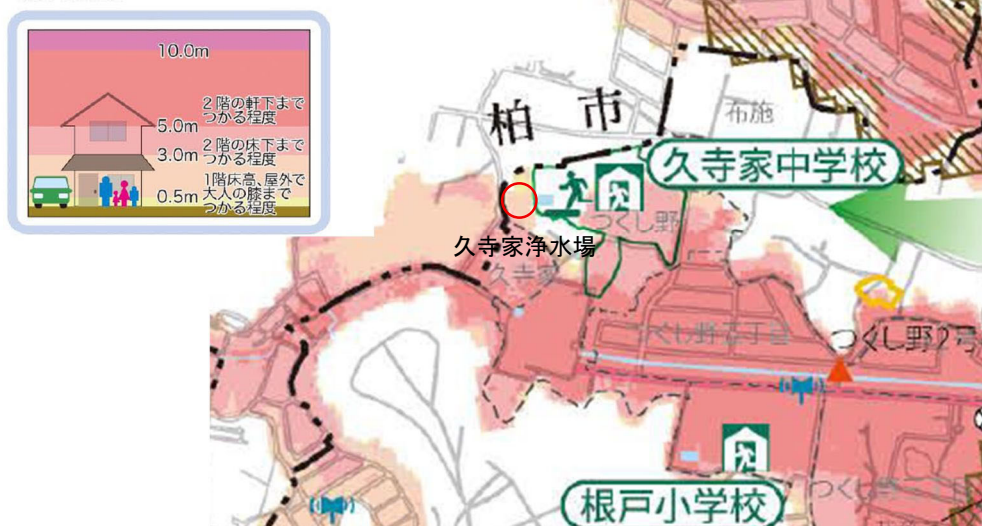 10.0m
2階の軒下まで
つかる程度
5.0m
2階の床下まで
つかる程度
3.0m
1階床高、屋外で
大人の膝まで
つかる程度
0.5m
柏市
布施
久寺家中学校
つくし野
久寺家浄水場
久寺家
つくし野五丁目
つくし野2号
根戸小学校